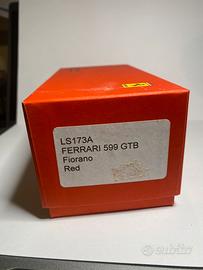 LS173A
FERRARI 599 GTB
Fiorano
Red
Subito